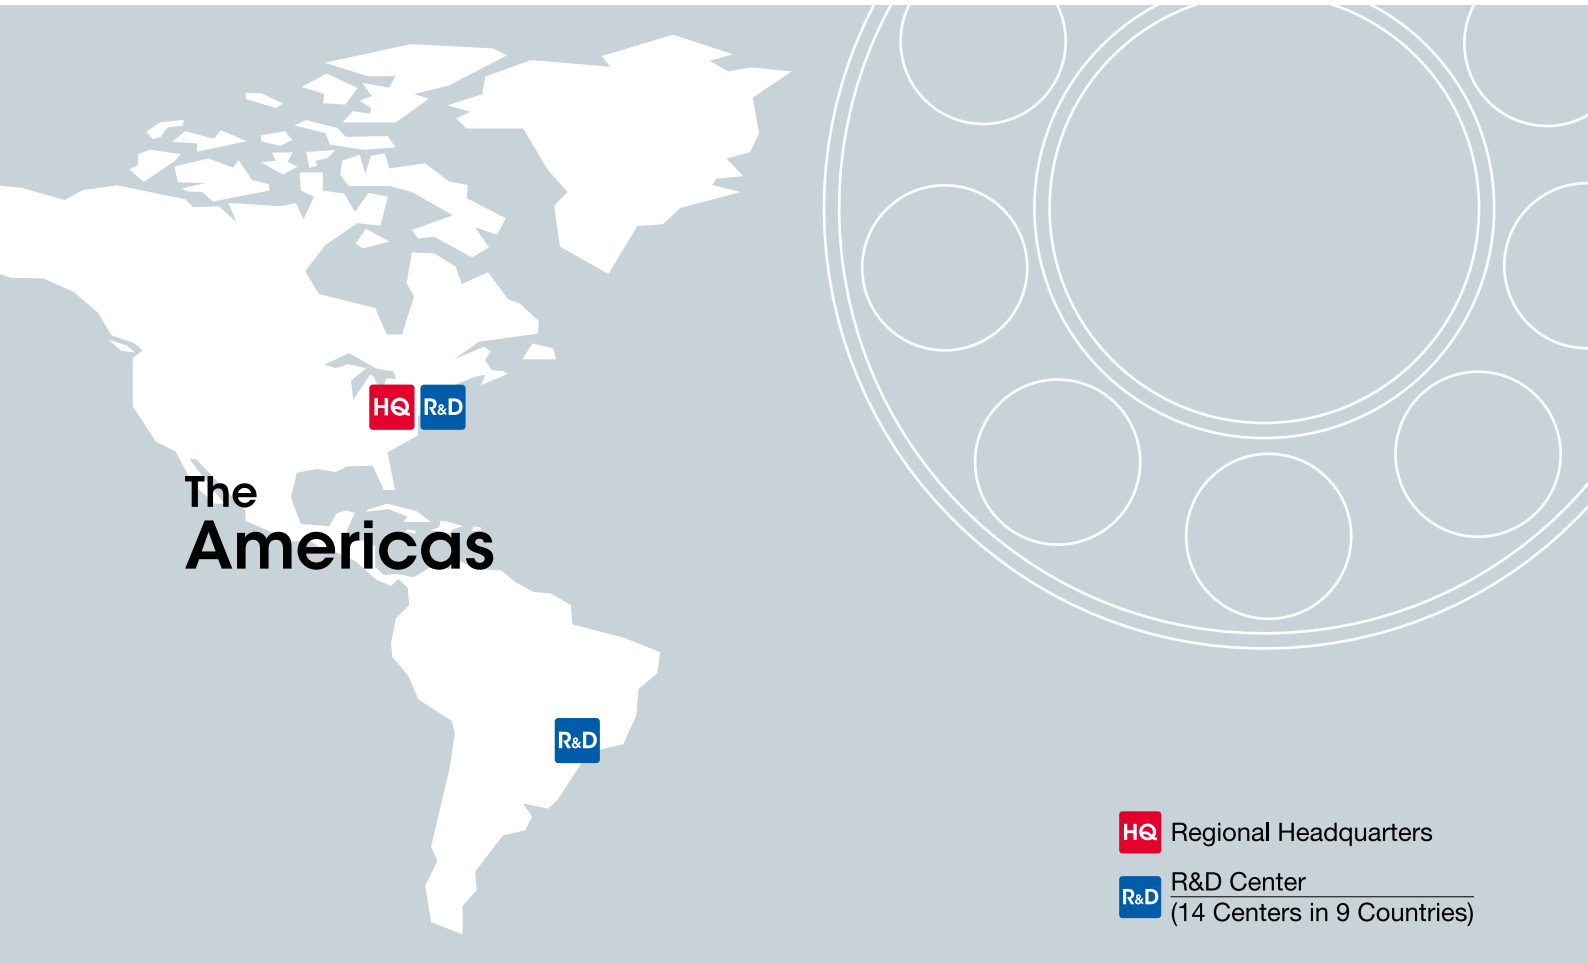 HQ R&D
The
Americas
R&D
HQ Regional Headquarters
R&D R&D Center
(14 Centers in 9 Countries)